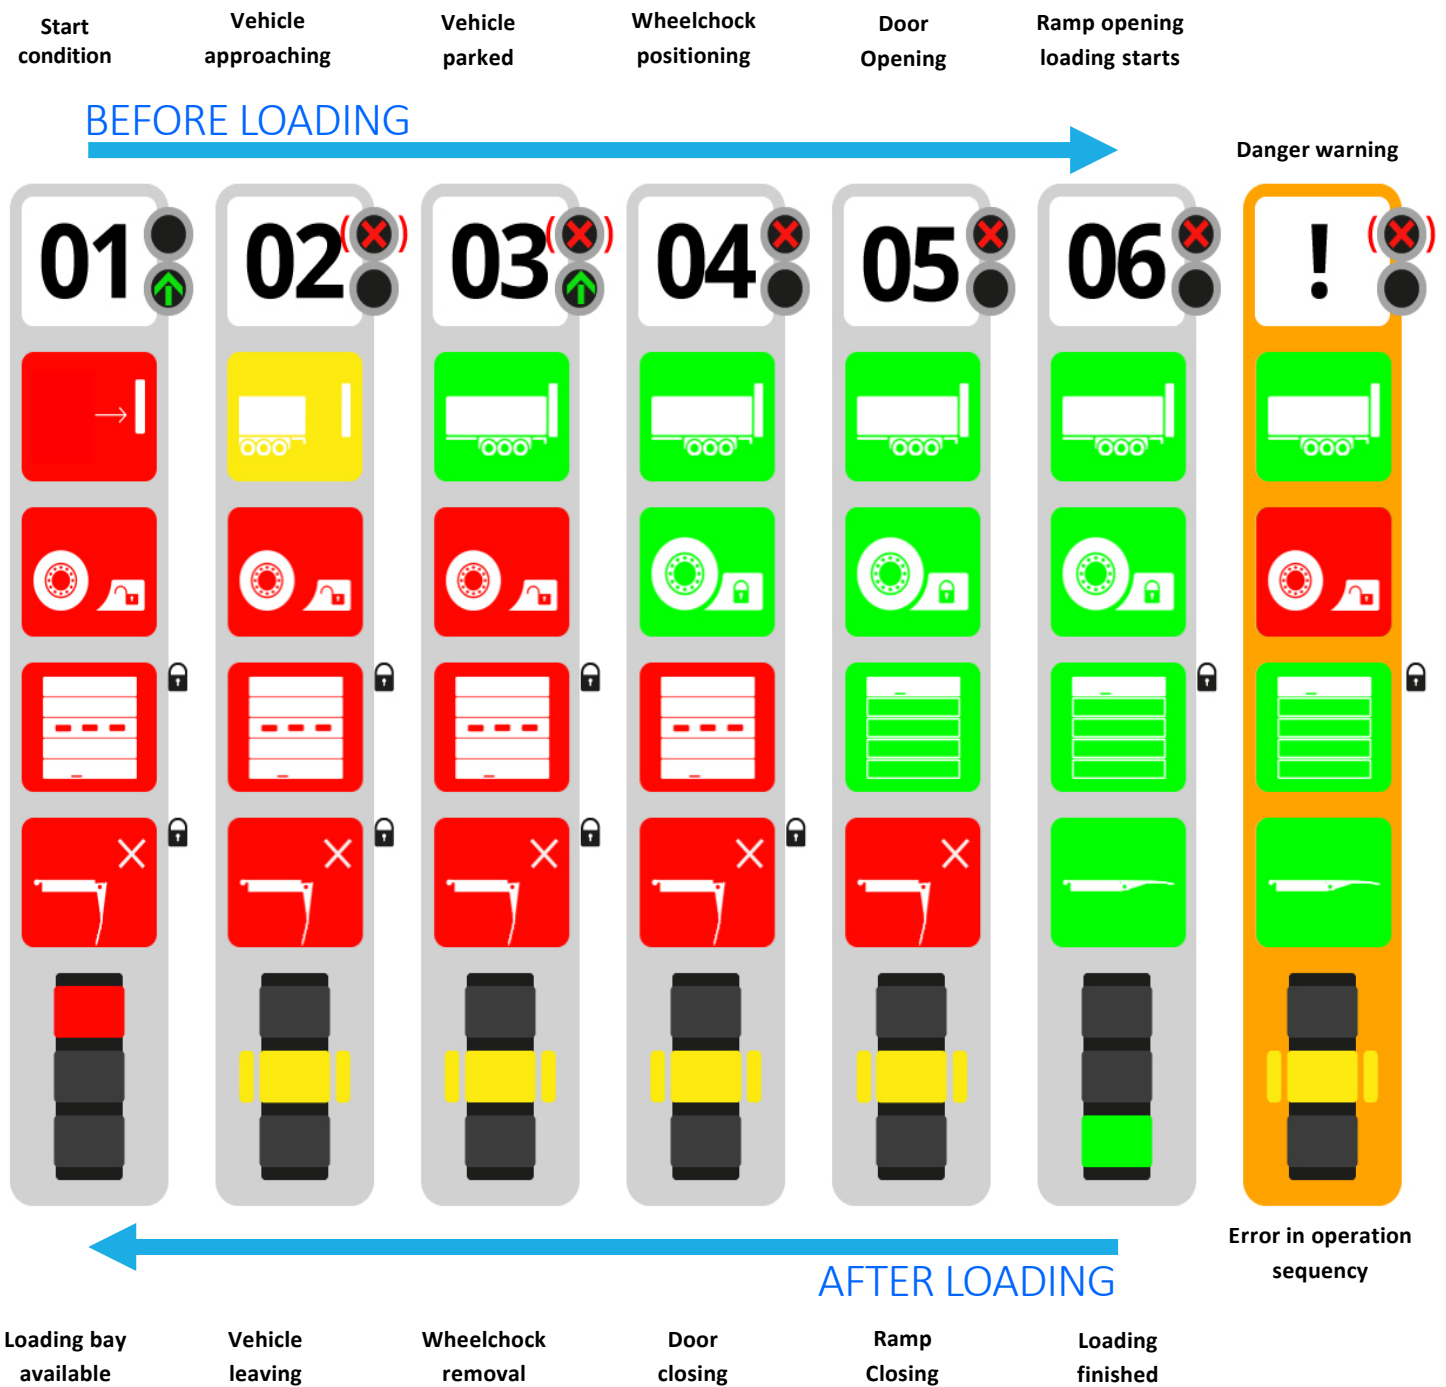 Start
condition
Vehicle
approaching
Vehicle
parked
Wheelchock
positioning
Door
Opening
Ramp opening
loading starts
BEFORE LOADING
Danger warning
01
02
03
04
05
06
!
AFTER LOADING
Error in operation
sequency
Loading bay
available
Vehicle
leaving
Wheelchock
removal
Door
closing
Ramp
Closing
Loading
finished